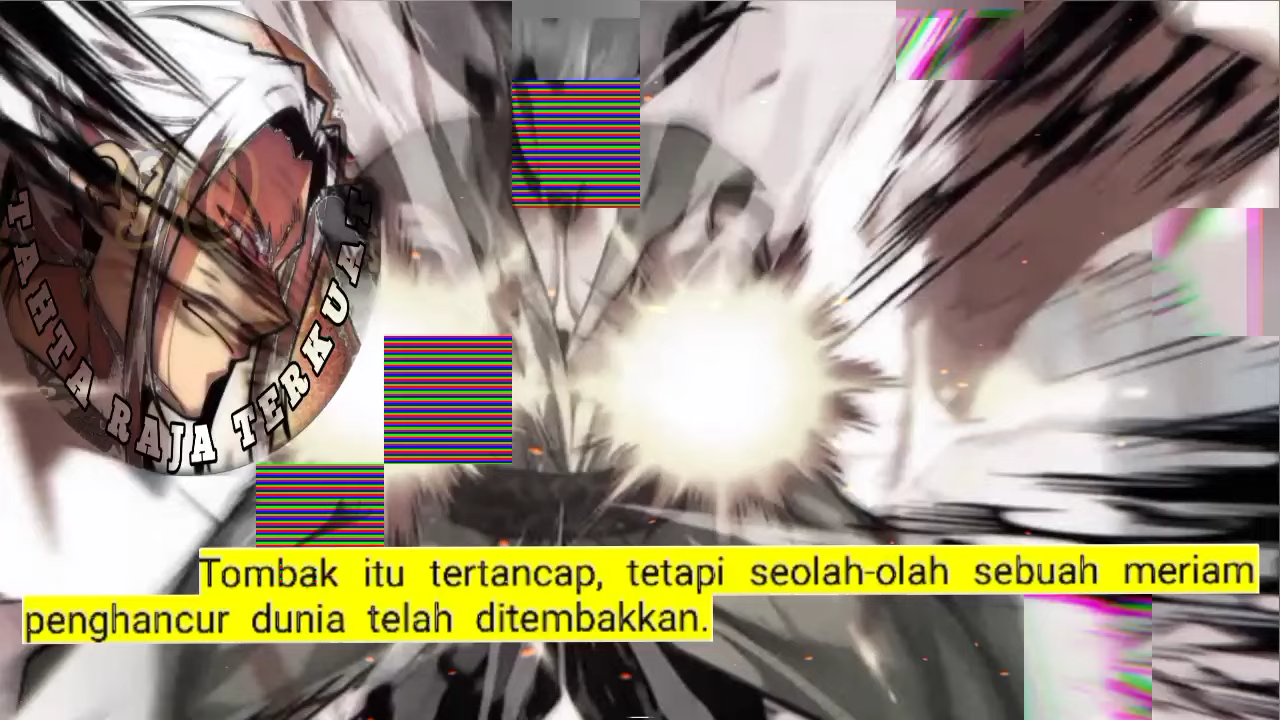 TAHTA RAJA TERKUAT
Tombak itu tertancap, tetapi seolah-olah sebuah meriam
penghancur dunia telah ditembakkan.